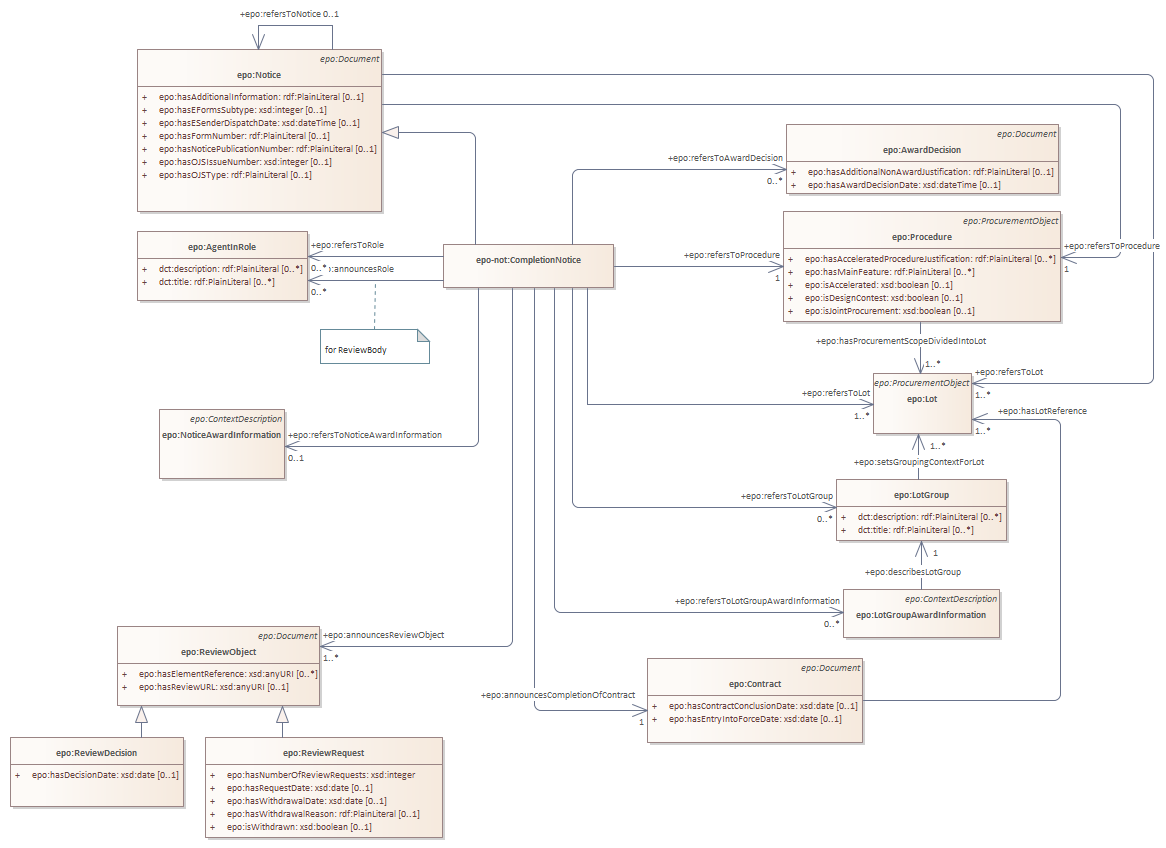 +epo:refersToNotice 0..1
epo:Document
epo:Notice
+ epo:hasAdditionalInformation: rdf:PlainLiteral [0..1]
+ epo:hasEFormsSubtype: xsd:integer [0..1]
+ epo:hasESenderDispatchDate: xsd:dateTime [0..1]
+ epo:hasFormNumber: rdf:PlainLiteral [0..1]
+ epo:hasNoticePublicationNumber: rdf:PlainLiteral [0..1]
+ epo:hasOJSIssueNumber: xsd:integer [0..1]
+ epo:hasOJSType: rdf:PlainLiteral [0..1]
epo:Document
epo:AwardDecision
+ epo:hasAdditionalNonAwardJustification: rdf:PlainLiteral [0..1]
+ epo:hasAwardDecisionDate: xsd:dateTime [0..1]
+epo:refersToAwardDecision
0..*
epo:ProcurementObject
epo:Procedure
+ epo:hasAcceleratedProcedureJustification: rdf:PlainLiteral [0..*]
+ epo:hasMainFeature: rdf:PlainLiteral [0..*]
+ epo:isAccelerated: xsd:boolean [0..1]
+ epo:isDesignContest: xsd:boolean [0..1]
+ epo:isJointProcurement: xsd:boolean [0..1]
+epo:refersToProcedure
1
+epo:refersToProcedure
1
epo:AgentInRole
+ dct:description: rdf:PlainLiteral [0..*]
+ dct:title: rdf:PlainLiteral [0..*]
+epo:refersToRole
0..*
o:announcesRole
0..*
epo-not:CompletionNotice
for ReviewBody
+epo:hasProcurementScopeDividedIntoLot
1..*
epo:ProcurementObject
epo:Lot
+epo:refersToLot
1..*
+epo:refersToLot
1..*
+epo:hasLotReference
1..*
epo:ContextDescription
epo:NoticeAwardInformation
+epo:refersToNoticeAwardInformation
0..1
1..*
+epo:setsGroupingContextForLot
epo:LotGroup
+ dct:description: rdf:PlainLiteral [0..*]
+ dct:title: rdf:PlainLiteral [0..*]
+epo:refersToLotGroup
0..*
1
+epo:describesLotGroup
epo:ContextDescription
epo:LotGroupAwardInformation
+epo:refersToLotGroupAwardInformation
0..*
epo:Document
epo:ReviewObject
+ epo:hasElementReference: xsd:anyURI [0..*]
+ epo:hasReviewURL: xsd:anyURI [0..1]
+epo:announcesReviewObject
1..*
epo:Document
epo:Contract
+ epo:hasContractConclusionDate: xsd:date [0..1]
+ epo:hasEntryIntoForceDate: xsd:date [0..1]
+epo:announcesCompletionOfContract
1
epo:ReviewDecision
+ epo:hasDecisionDate: xsd:date [0..1]
epo:ReviewRequest
+ epo:hasNumberOfReviewRequests: xsd:integer
+ epo:hasRequestDate: xsd:date [0..1]
+ epo:hasWithdrawalDate: xsd:date [0..1]
+ epo:hasWithdrawalReason: rdf:PlainLiteral [0..1]
+ epo:isWithdrawn: xsd:boolean [0..1]